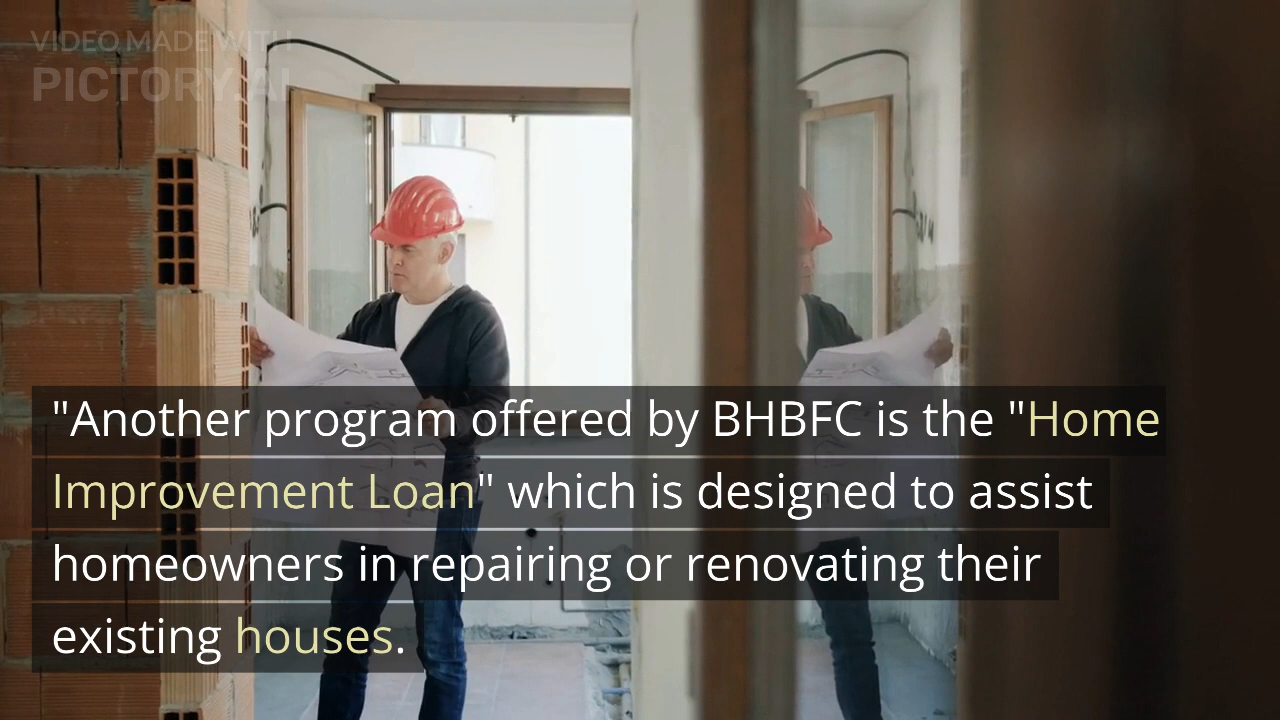 VIDEO MADE WITH
PICTORY.AI
"Another program offered by BHBFC is the "Home
Improvement Loan" which is designed to assist
homeowners in repairing or renovating their
existing houses.